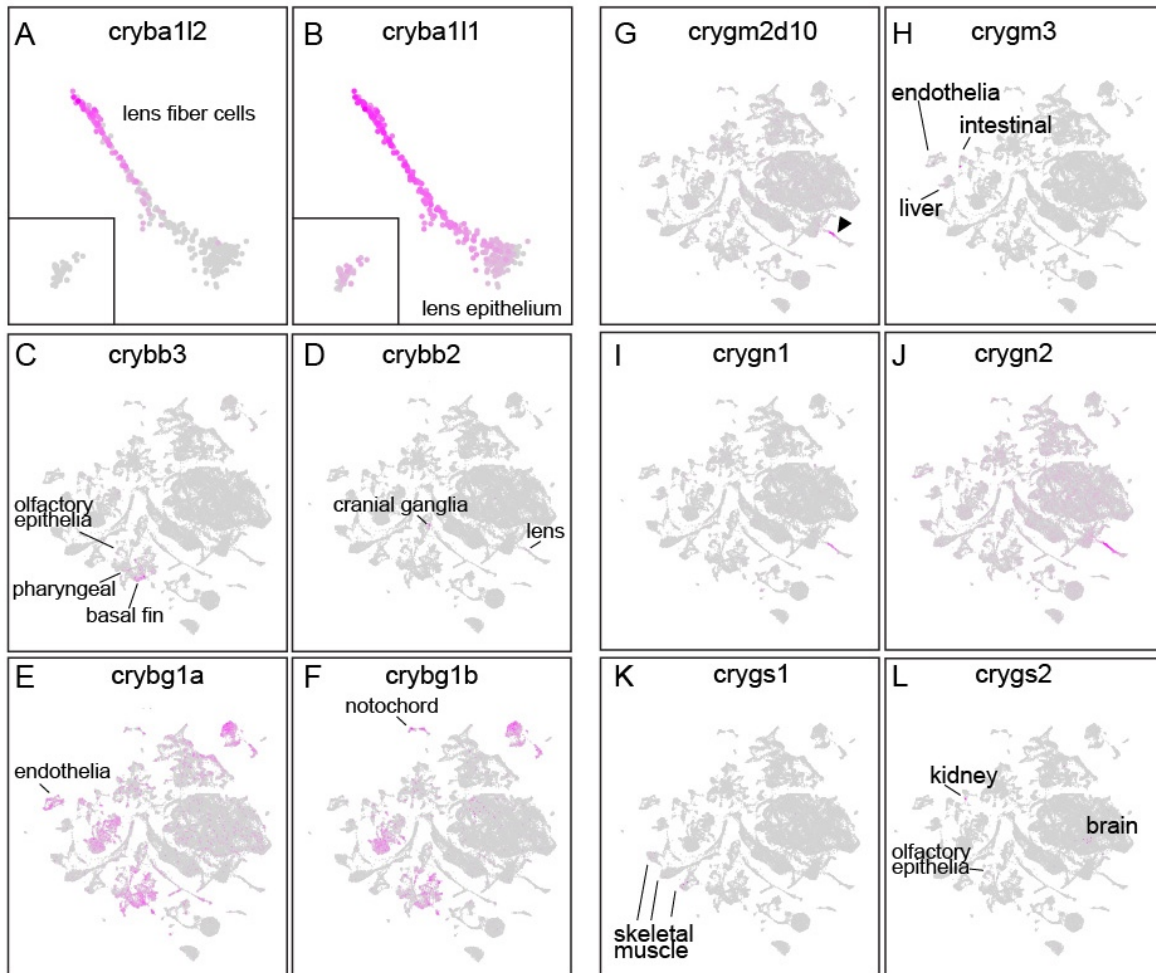 A cryba1l2
lens fiber cells
B cryba1l1
lens epithelium
C crybb3
olfactory
epithelia
pharyngeal
basal fin
D crybb2
cranial ganglia
lens
E crybg1a
endothelia
F crybg1b
notochord
G crygm2d10
H crygm3
endothelia
intestinal
liver
I crygn1
J crygn2
K crygs1
skeletal
muscle
L crygs2
kidney
brain
olfactory
epithelia